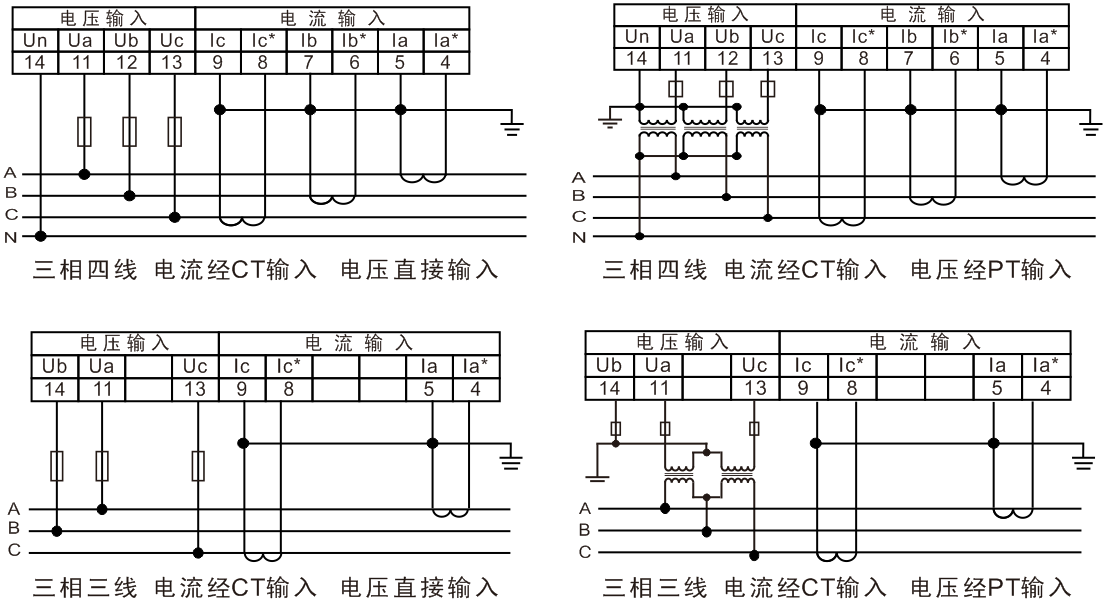 电压输入 电流输入
Un Ua Ub Uc Ic Ic* Ib Ib* Ia Ia*
14 11 12 13 9 8 7 6 5 4
A
B
C
N
三相四线 电流经CT输入 电压直接输入
电压输入 电流输入
Un Ua Ub Uc Ic Ic* Ib Ib* Ia Ia*
14 11 12 13 9 8 7 6 5 4
A
B
C
N
三相四线 电流经CT输入 电压经PT输入
电压输入 电流输入
Ub Ua Uc Ic Ic* Ia Ia*
14 11 13 9 8 5 4
A
B
C
三相三线 电流经CT输入 电压直接输入
电压输入 电流输入
Ub Ua Uc Ic Ic* Ia Ia*
14 11 13 9 8 5 4
A
B
C
三相三线 电流经CT输入 电压经PT输入